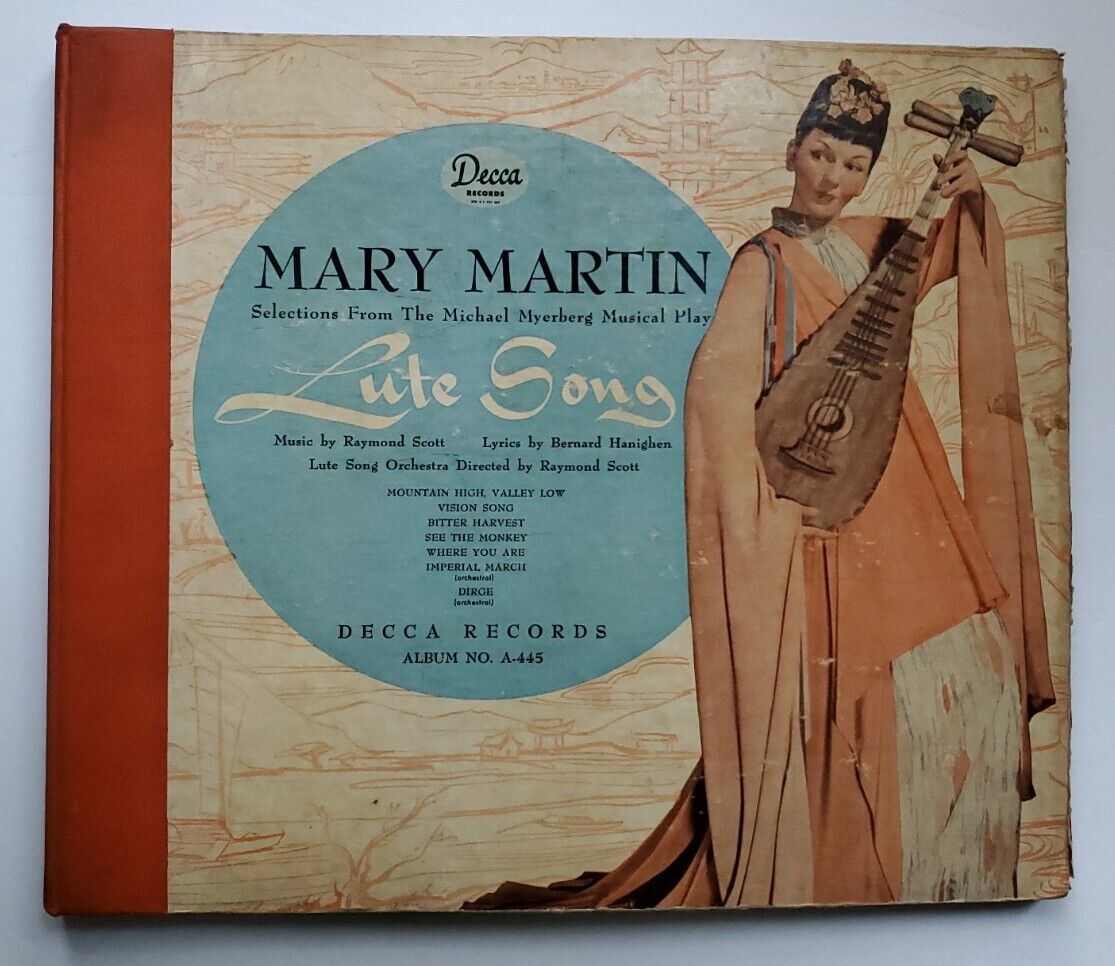 Decca
RECORDS
MARY MARTIN
Selections From The Michael Myerberg Musical Play
Lute Song
Music by Raymond Scott Lyrics by Bernard Hanighen
Lute Song Orchestra Directed by Raymond Scott
MOUNTAIN HIGH, VALLEY LOW
VISION SONG
BITTER HARVEST
SEE THE MONKEY
WHERE YOU ARE
IMPERIAL MARCH
(orchestral)
DIRGE
(orchestral)
DECCA RECORDS
ALBUM NO. A-445